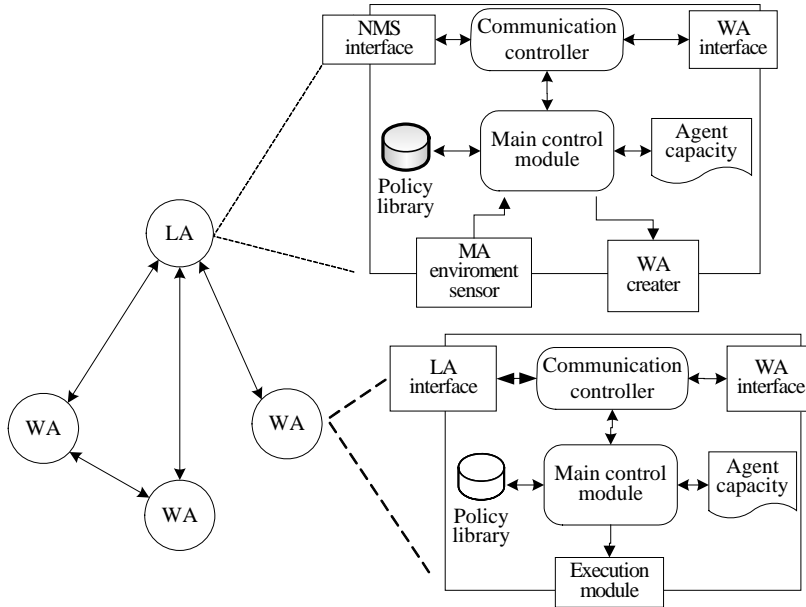 NMS
interface
Communication
controller
WA
interface
Policy
library
Main control
module
Agent
capacity
MA
enviroment
sensor
WA
creater
LA
WA
WA
WA
LA
interface
Communication
controller
WA
interface
Policy
library
Main control
module
Agent
capacity
Execution
module